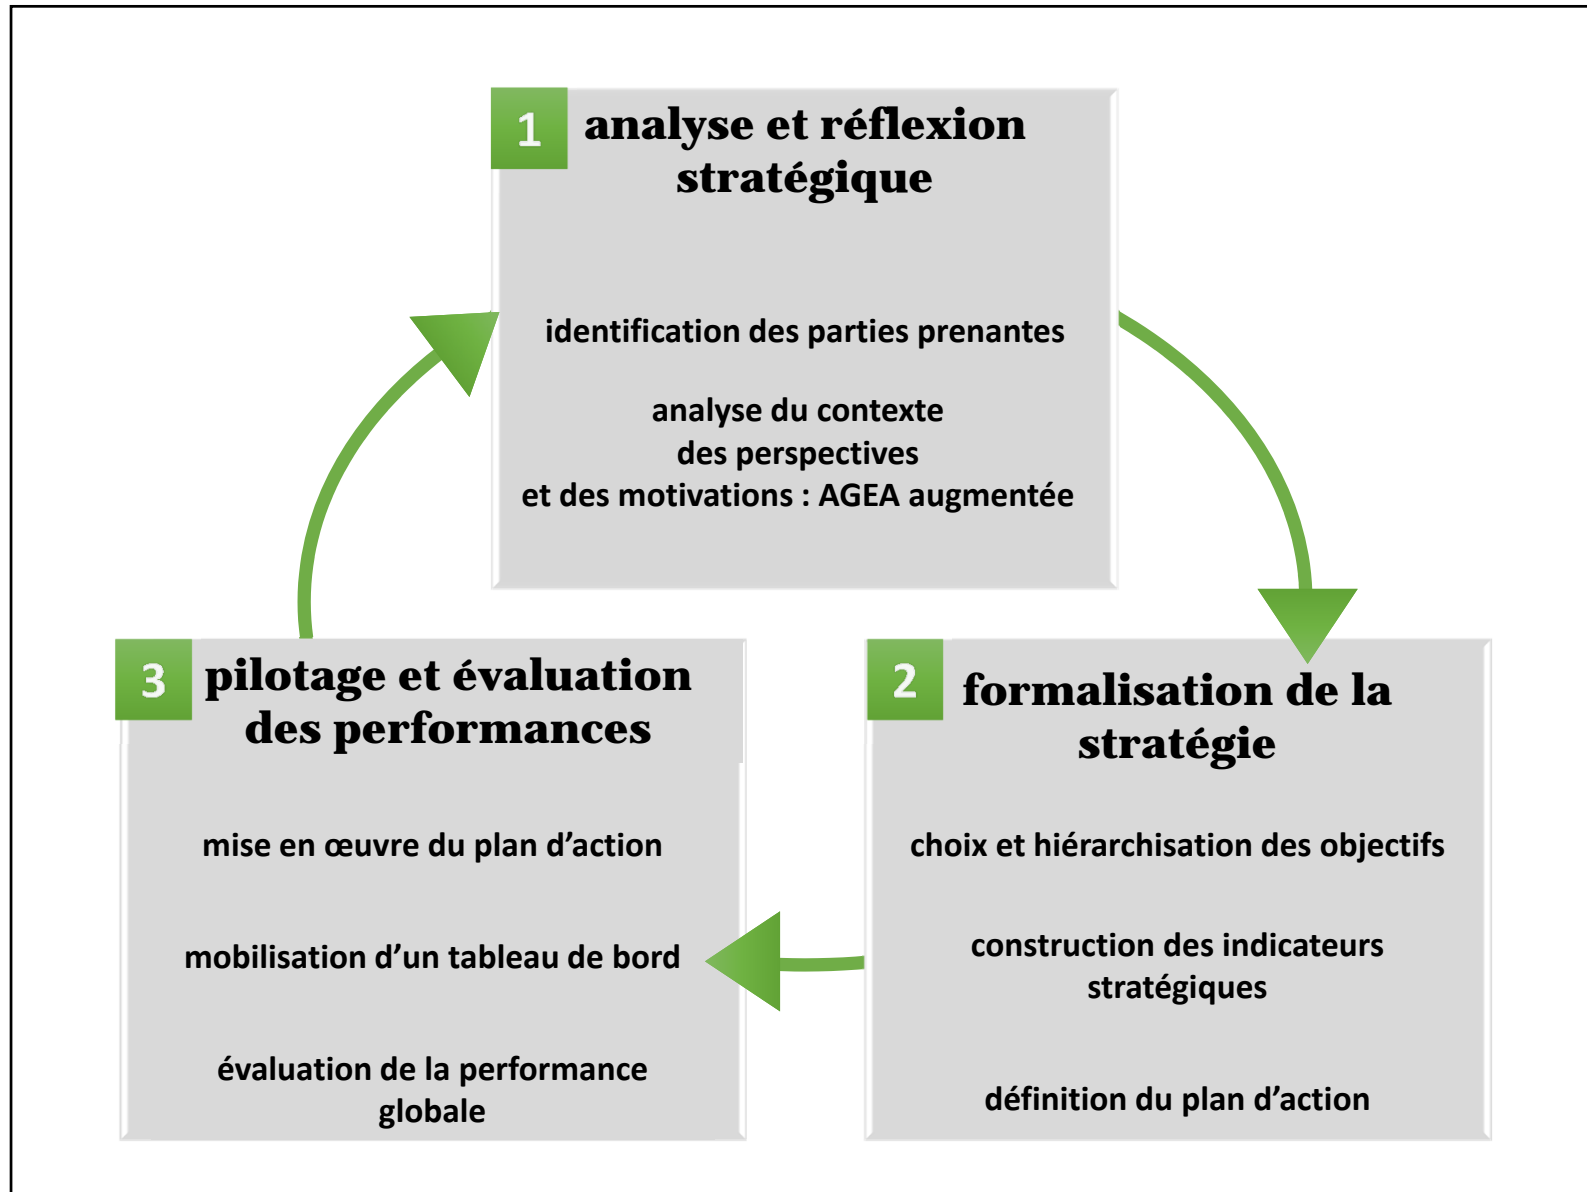 1
analyse et réflexion
stratégique
identification des parties prenantes
analyse du contexte
des perspectives
et des motivations : AGEA augmentée
2
formalisation de la
stratégie
choix et hiérarchisation des objectifs
construction des indicateurs
stratégiques
définition du plan d’action
3
pilotage et évaluation
des performances
mise en œuvre du plan d’action
mobilisation d’un tableau de bord
évaluation de la performance
globale